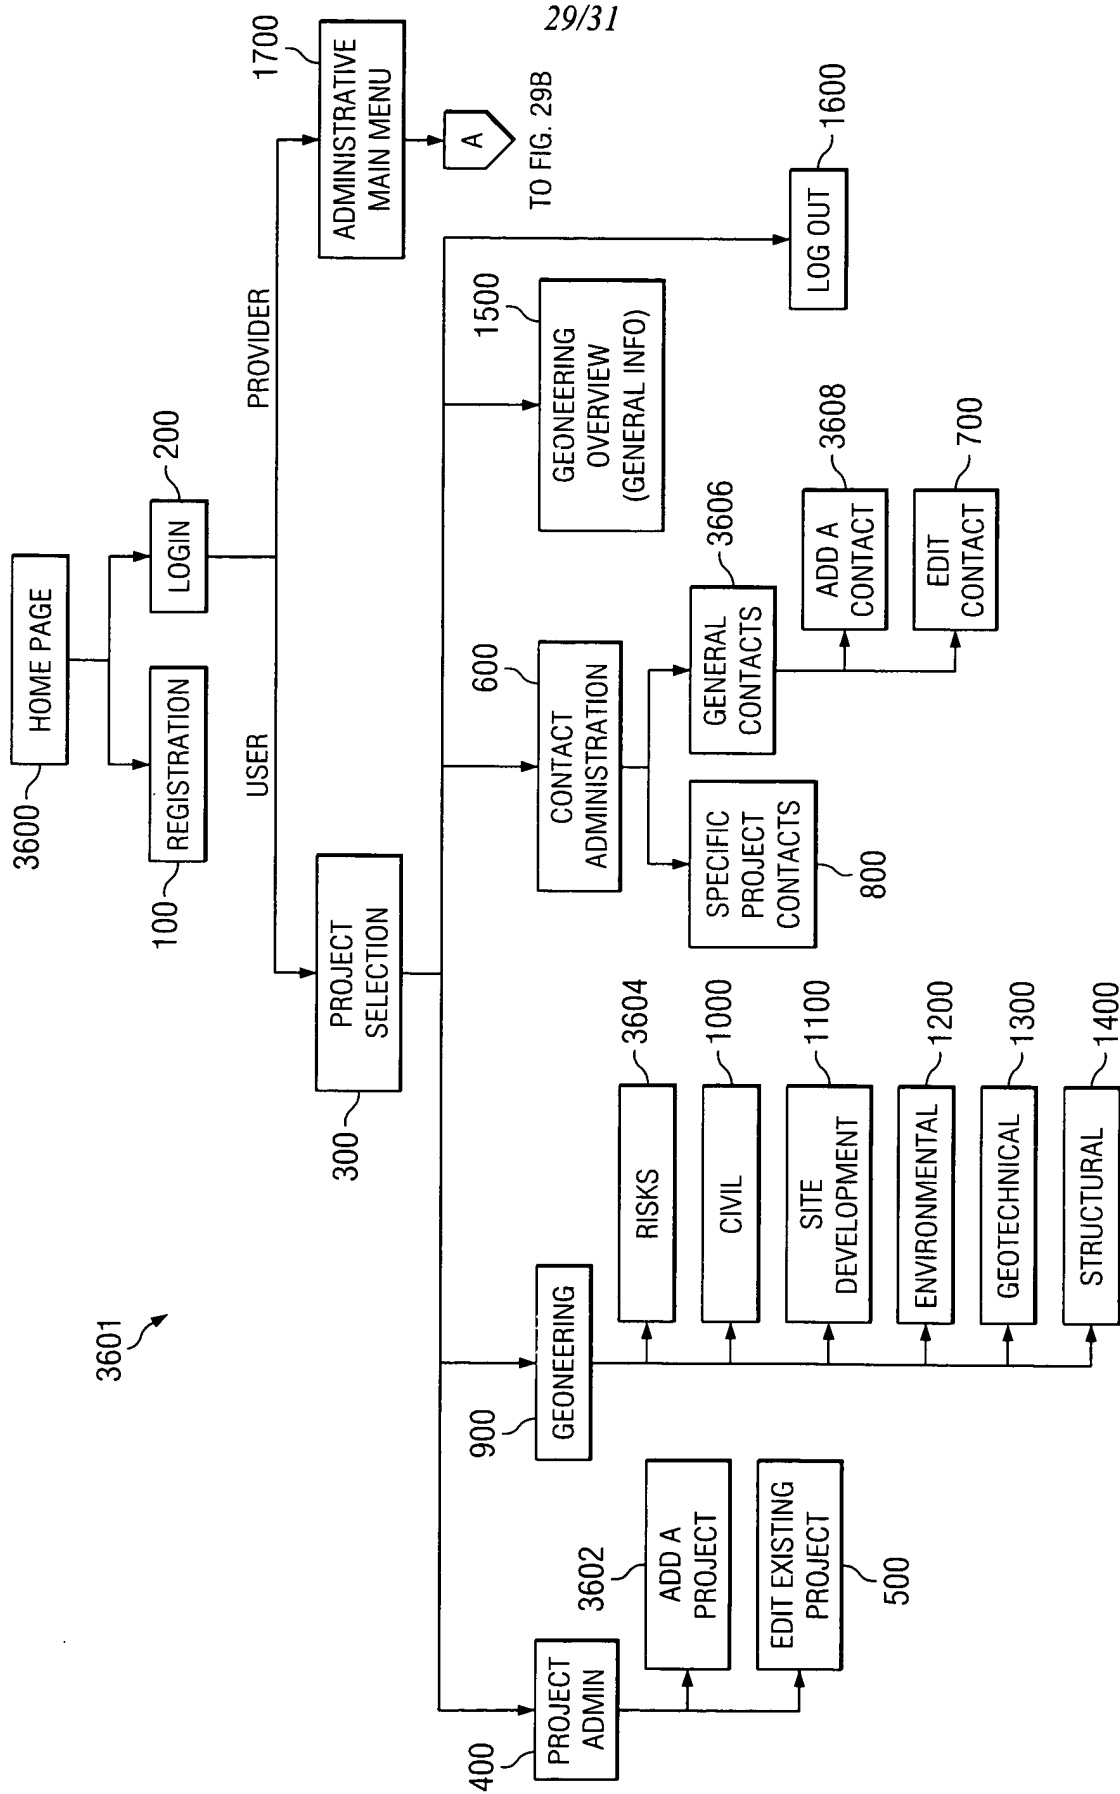 29/31
3601
3600
HOME PAGE
100
REGISTRATION
LOGIN
200
USER
PROVIDER
300
PROJECT
SELECTION
1700
ADMINISTRATIVE
MAIN MENU
A
TO FIG. 29B
400
PROJECT
ADMIN
3602
ADD A
PROJECT
EDIT EXISTING
PROJECT
500
900
GEONEERING
RISKS
3604
CIVIL
1000
SITE
DEVELOPMENT
1100
ENVIRONMENTAL
1200
GEOTECHNICAL
1300
STRUCTURAL
1400
600
CONTACT
ADMINISTRATION
SPECIFIC
PROJECT
CONTACTS
800
GENERAL
CONTACTS
3606
ADD A
CONTACT
3608
EDIT
CONTACT
700
1500
GEONEERING
OVERVIEW
(GENERAL INFO)
LOG OUT
1600